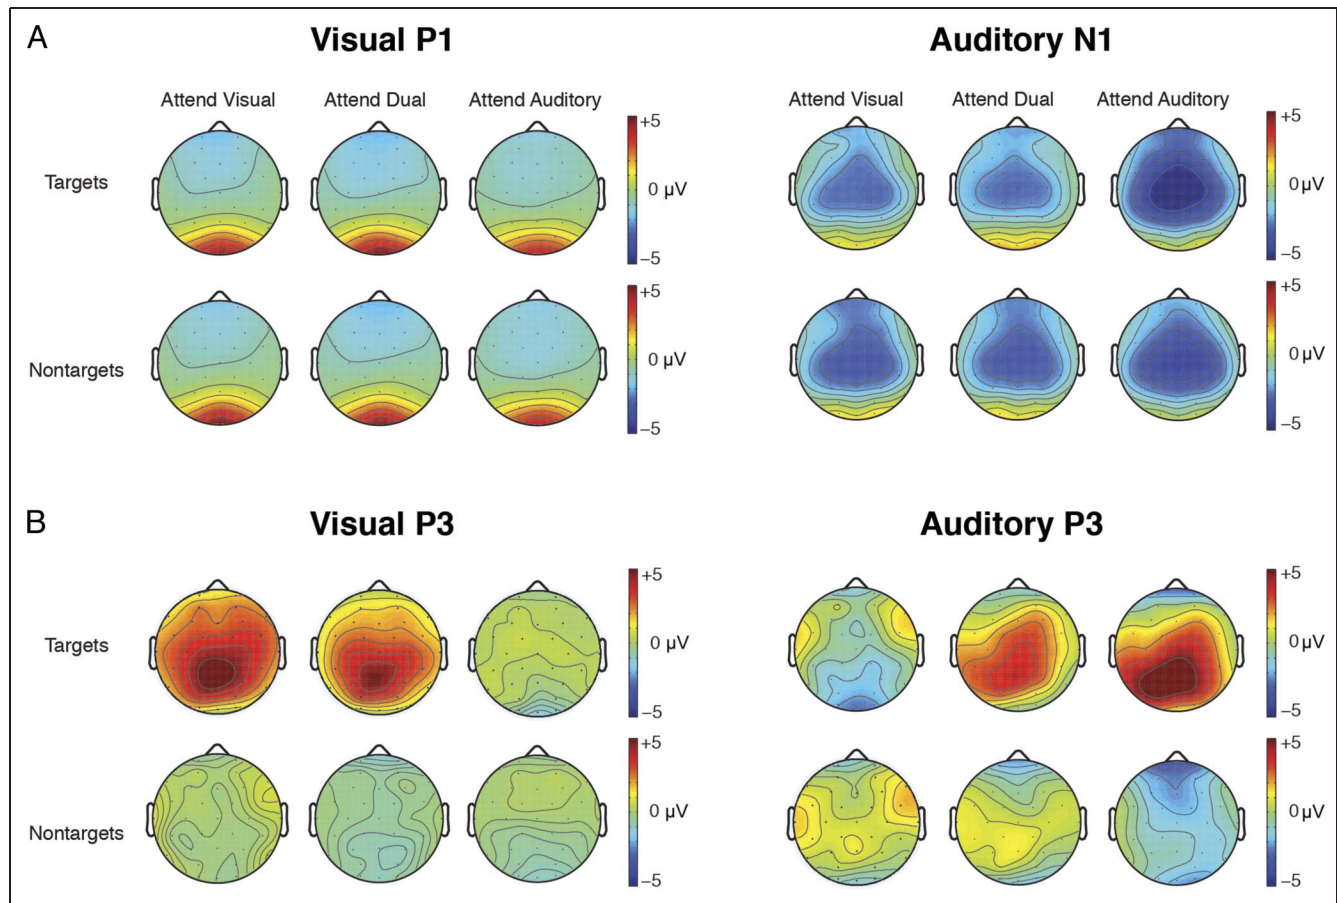 A
Visual P1
Auditory N1
Attend Visual
Attend Dual
Attend Auditory
Attend Visual
Attend Dual
Attend Auditory
Targets
+5
0 µV
–5
+5
0 µV
–5
Nontargets
+5
0 µV
–5
+5
0 µV
–5
B
Visual P3
Auditory P3
Targets
+5
0 µV
–5
+5
0 µV
–5
Nontargets
+5
0 µV
–5
+5
0 µV
–5